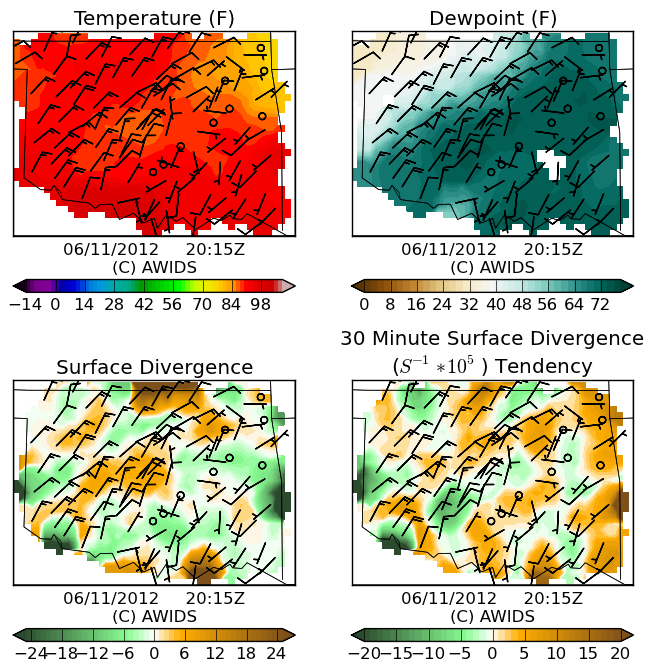 Temperature (F)
Dewpoint (F)
06/11/2012 20:15Z
(C) AWIDS
06/11/2012 20:15Z
(C) AWIDS
−14 0 14 28 42 56 70 84 98
0 8 16 24 32 40 48 56 64 72
Surface Divergence
30 Minute Surface Divergence
(S⁻¹ *10⁵ ) Tendency
06/11/2012 20:15Z
(C) AWIDS
06/11/2012 20:15Z
(C) AWIDS
−24−18−12 −6 0 6 12 18 24
−20−15−10 −5 0 5 10 15 20